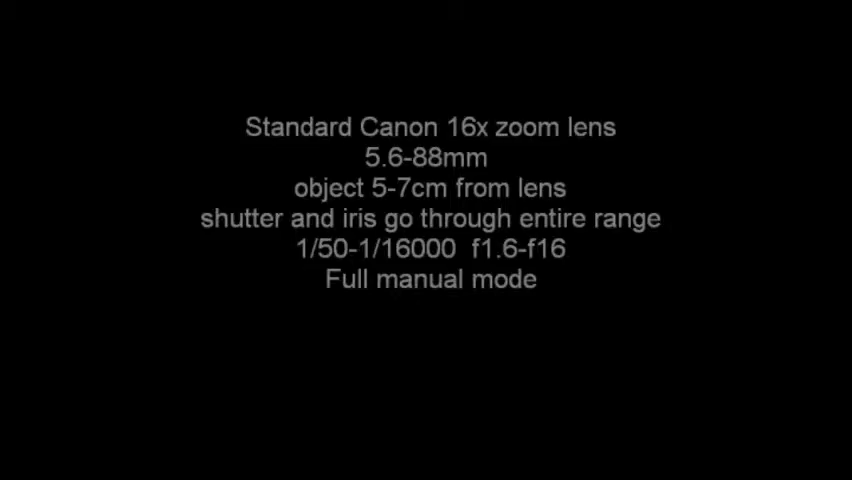 Standard Canon 16x zoom lens
5.6-88mm
object 5-7cm from lens
shutter and iris go through entire range
1/50-1/16000  f1.6-f16
Full manual mode